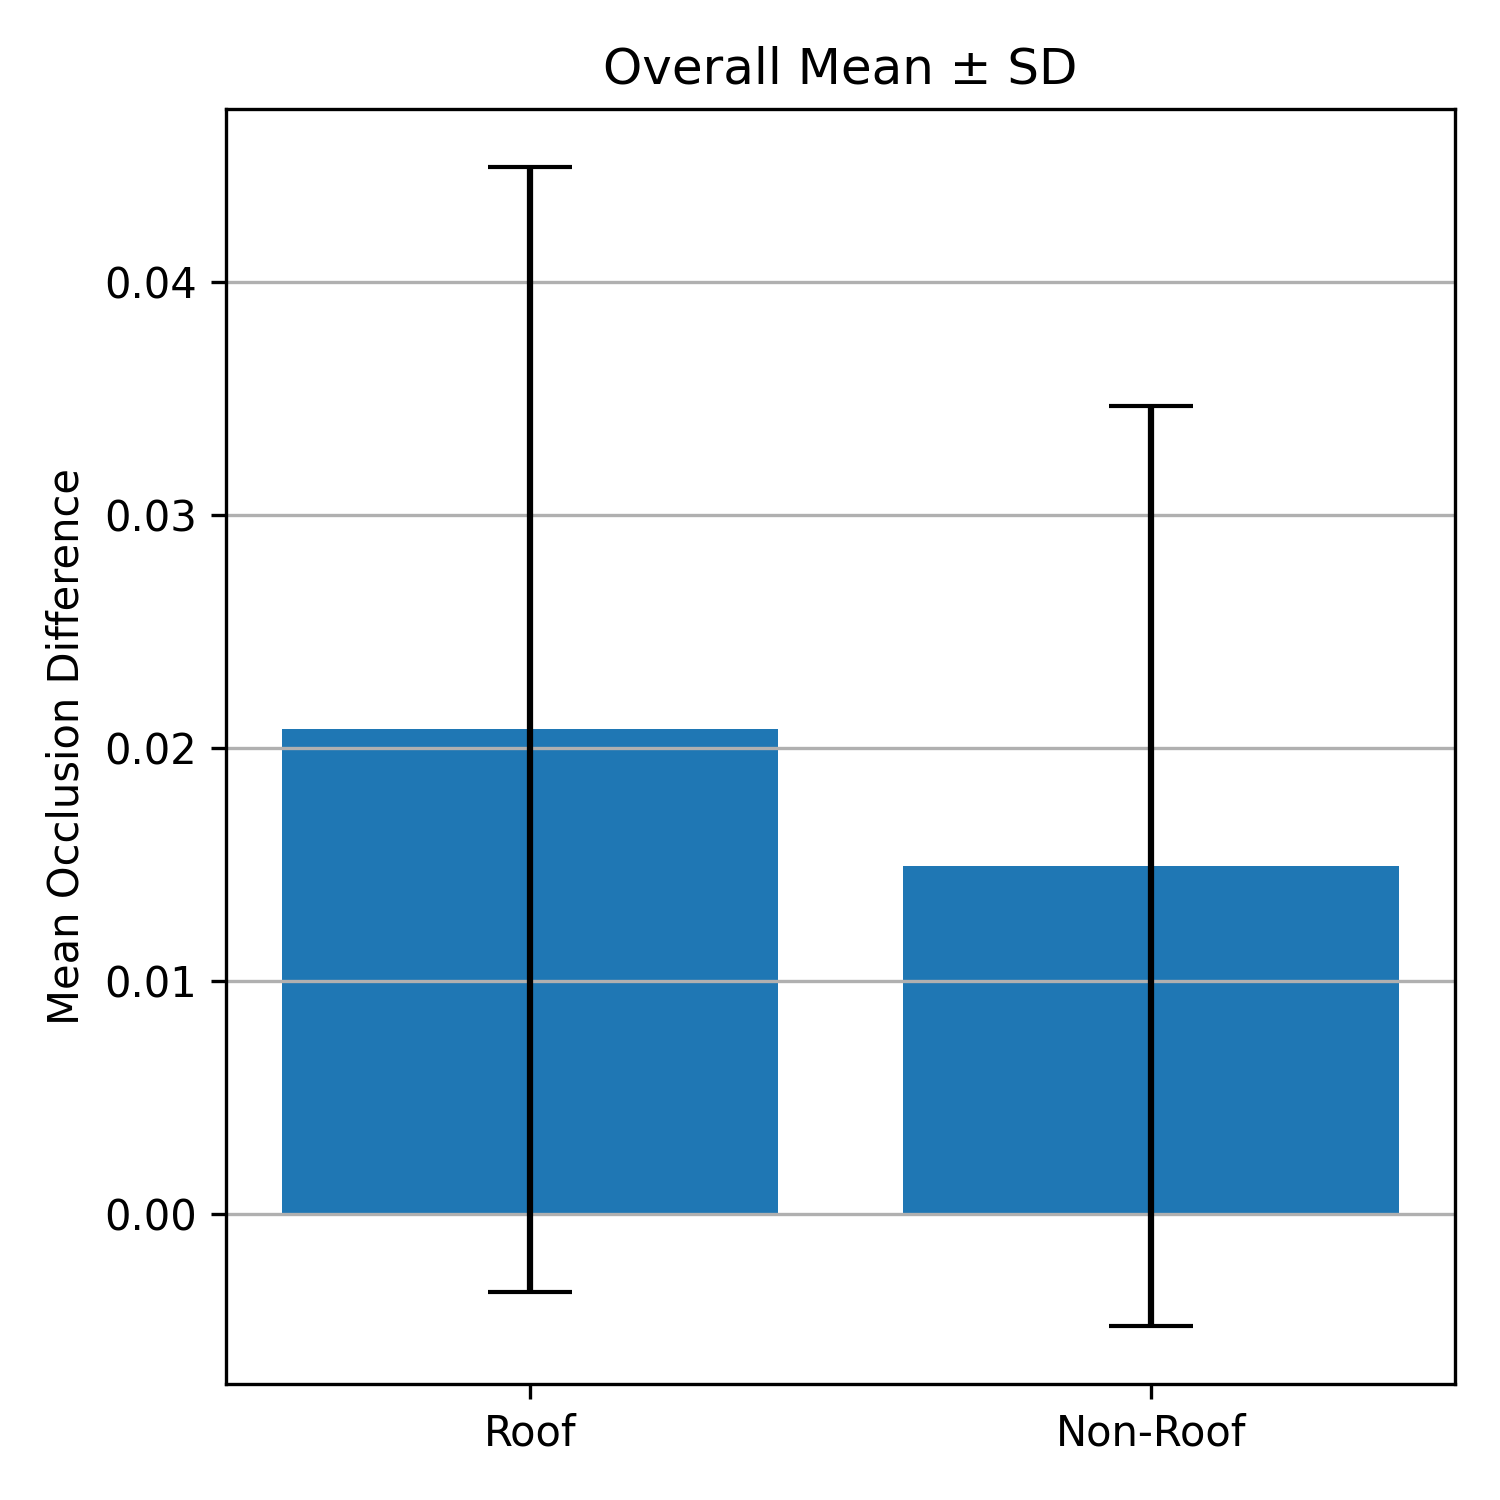 Overall Mean ± SD
Mean Occlusion Difference
0.04
0.03
0.02
0.01
0.00
Roof
Non-Roof